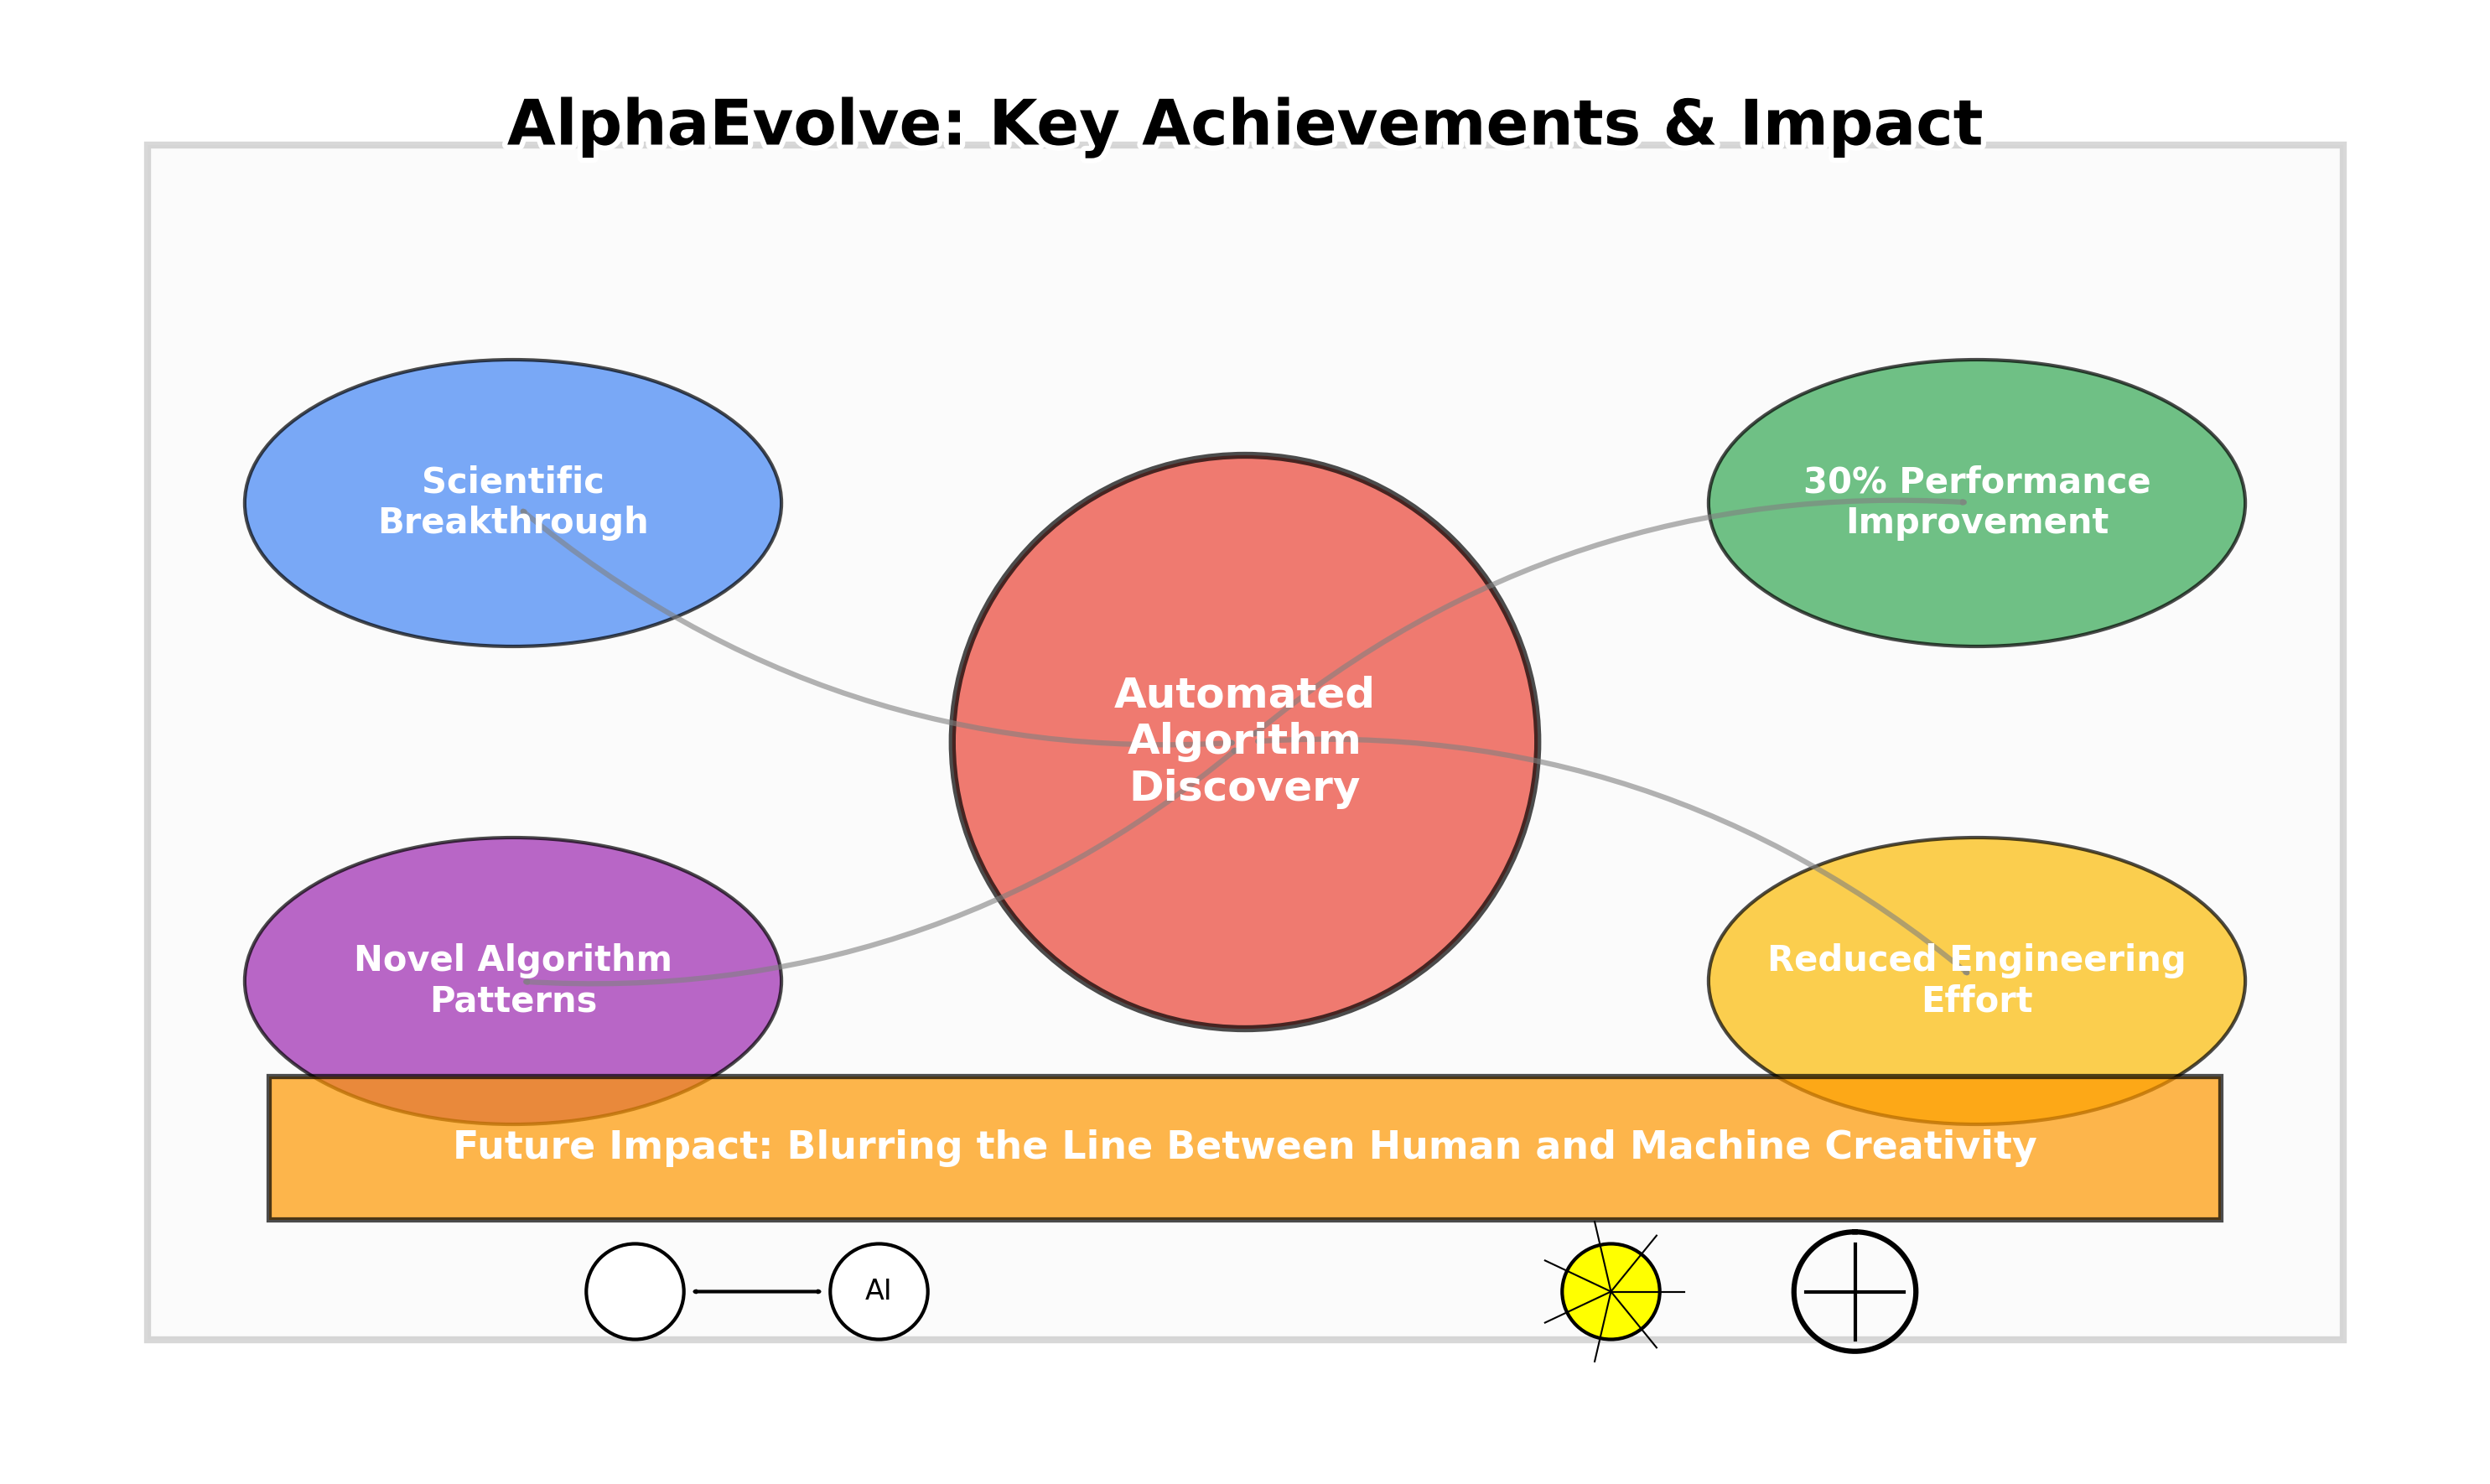 AlphaEvolve: Key Achievements & Impact
Scientific
Breakthrough
30% Performance
Improvement
Automated
Algorithm
Discovery
Novel Algorithm
Patterns
Reduced Engineering
Effort
Future Impact: Blurring the Line Between Human and Machine Creativity
AI